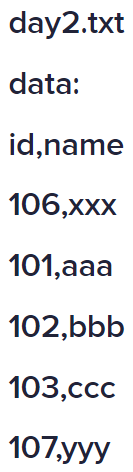 day2.txt
data:
id,name
106,xxx
101,aaa
102,bbb
103,ccc
107,yyy